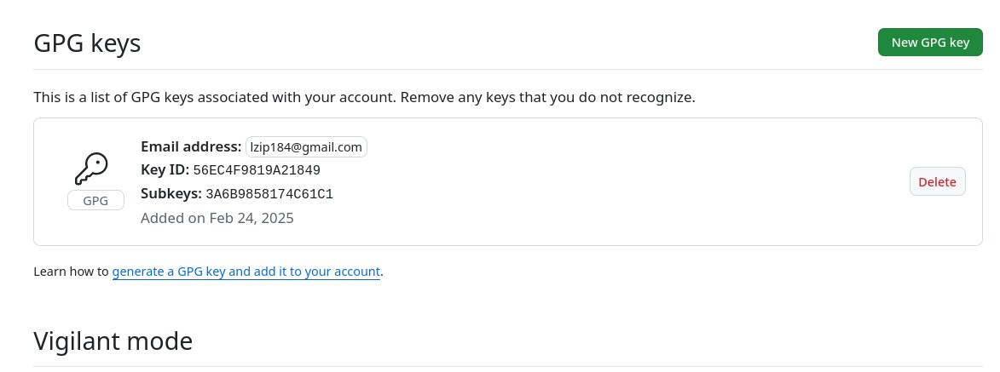 GPG keys
New GPG key
This is a list of GPG keys associated with your account. Remove any keys that you do not recognize.
Email address: lzip184@gmail.com
Key ID: 56EC4F9819A21849
GPG
Subkeys: 3A6B9858174C61C1
Delete
Added on Feb 24, 2025
Learn how to generate a GPG key and add it to your account.
Vigilant mode